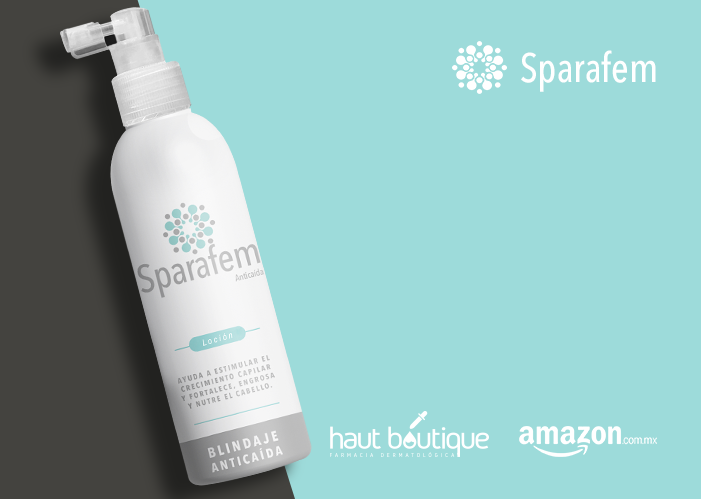 Sparafem
Sparafem
Anticaída
Loción
AYUDA A ESTIMULAR EL
CRECIMIENTO CAPILAR
Y FORTALECE, ENGROSA
Y NUTRE EL CABELLO.
BLINDAJE
ANTICAÍDA
haut boutique
FARMACIA DERMATOLÓGICA
amazon.com.mx